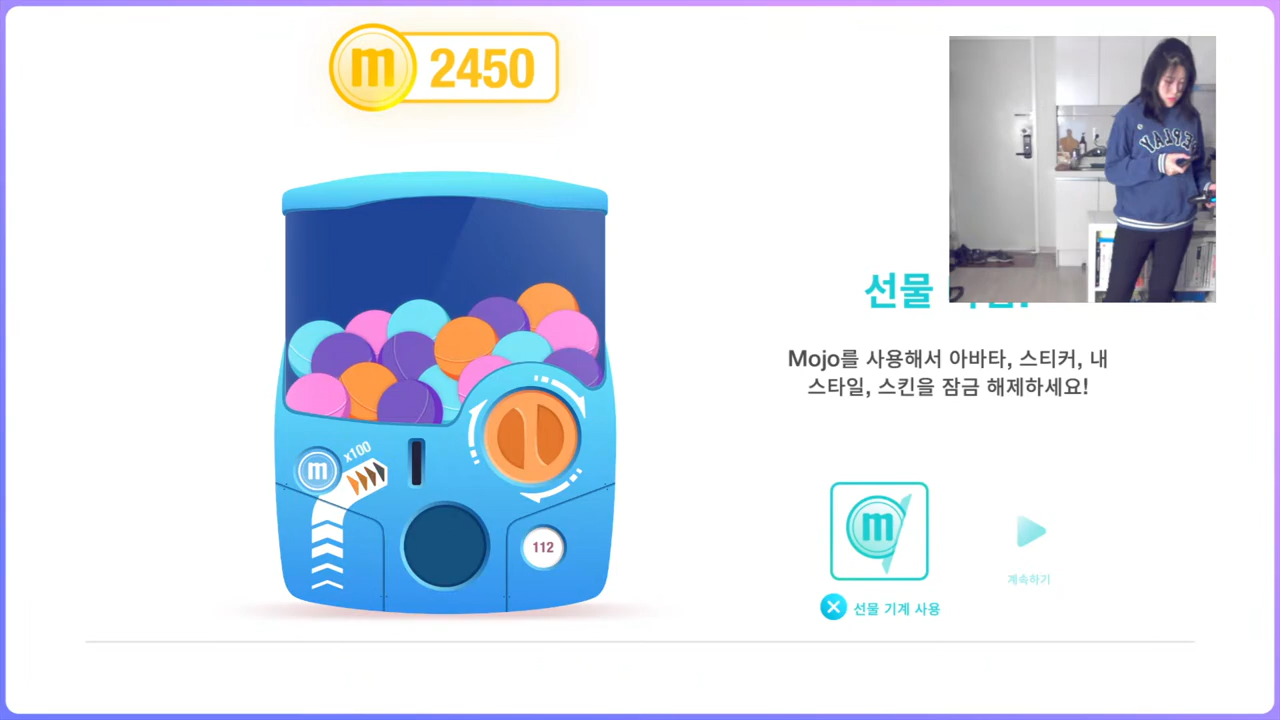 m 2450
선물
Mojo를 사용해서 아바타, 스티커, 내
스타일, 스킨을 잠금 해제하세요!
m x100
112
m
계속하기
선물 기계 사용